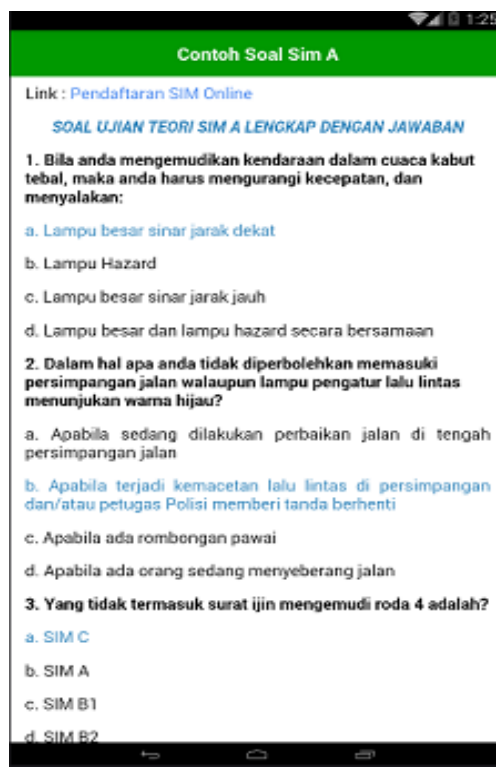 1:25
Contoh Soal Sim A
Link : Pendaftaran SIM Online
SOAL UJIAN TEORI SIM A LENGKAP DENGAN JAWABAN
1. Bila anda mengemudikan kendaraan dalam cuaca kabut
tebal, maka anda harus mengurangi kecepatan, dan
menyalakan:
a. Lampu besar sinar jarak dekat
b. Lampu Hazard
c. Lampu besar sinar jarak jauh
d. Lampu besar dan lampu hazard secara bersamaan
2. Dalam hal apa anda tidak diperbolehkan memasuki
persimpangan jalan walaupun lampu pengatur lalu lintas
menunjukan warna hijau?
a. Apabila sedang dilakukan perbaikan jalan di tengah
persimpangan jalan
b. Apabila terjadi kemacetan lalu lintas di persimpangan
dan/atau petugas Polisi memberi tanda berhenti
c. Apabila ada rombongan pawai
d. Apabila ada orang sedang menyeberang jalan
3. Yang tidak termasuk surat ijin mengemudi roda 4 adalah?
a. SIM C
b. SIM A
c. SIM B1
d. SIM B2